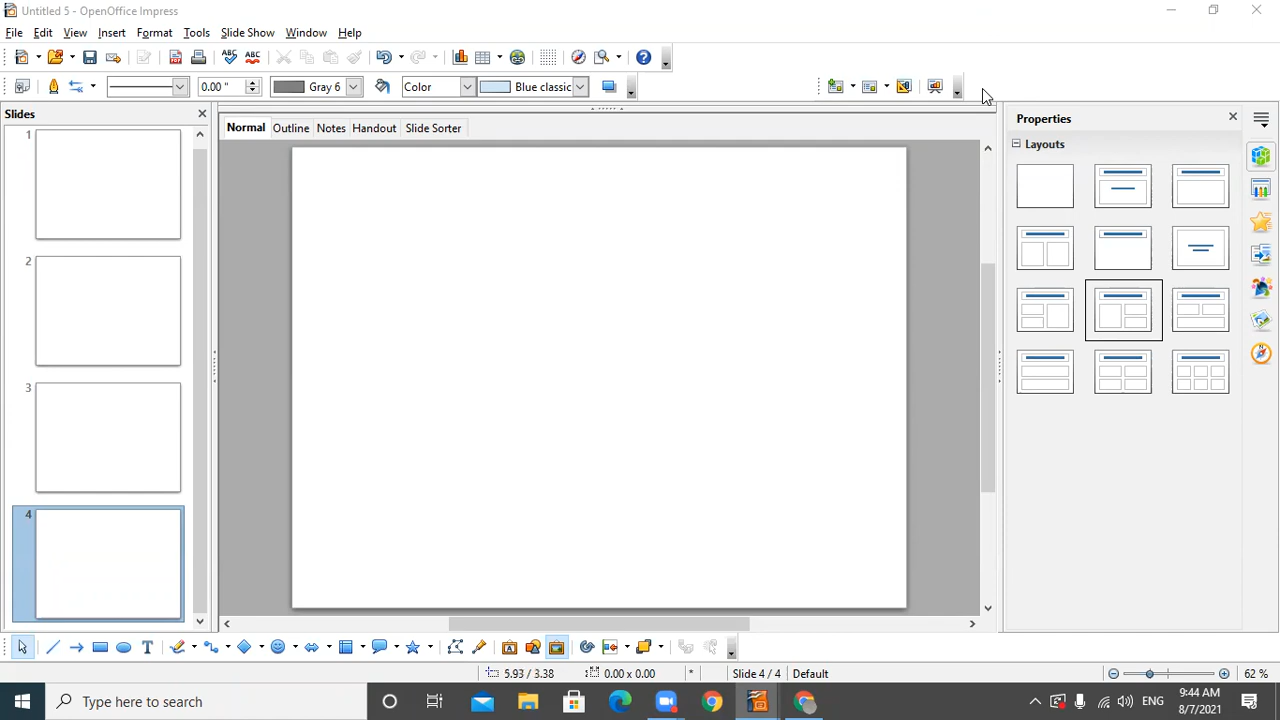 Untitled 5 - OpenOffice Impress
File Edit View Insert Format Tools Slide Show Window Help
0.00 " Gray 6 Color Blue classic
Slides
Normal Outline Notes Handout Slide Sorter
Properties
Layouts
1
2
3
4
5.93 / 3.38 0.00 x 0.00 * Slide 4 / 4 Default 62 %
Type here to search
ENG
9:44 AM
8/7/2021